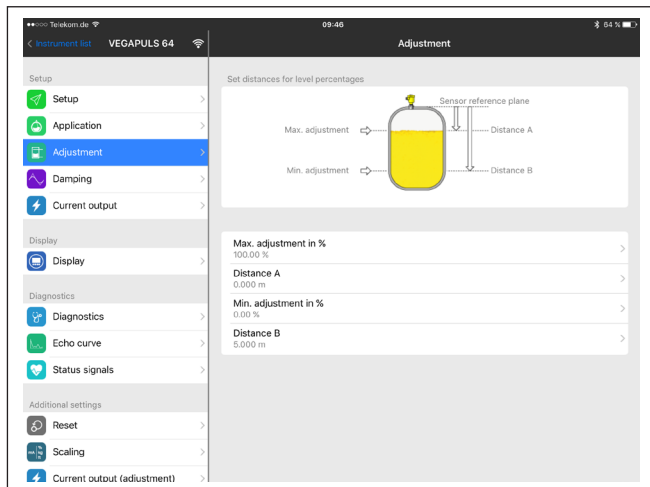 Telekom.de
09:46
84 %
Instrument list
VEGAPULS 64
Adjustment
Setup
Setup
Application
Adjustment
Damping
Current output
Display
Display
Diagnostics
Diagnostics
Echo curve
Status signals
Additional settings
Reset
Scaling
Current output (adjustment)
Set distances for level percentages
Sensor reference plane
Max. adjustment
Distance A
Min. adjustment
Distance B
Max. adjustment in %
100.00 %
Distance A
0.000 m
Min. adjustment in %
0.00 %
Distance B
5.000 m